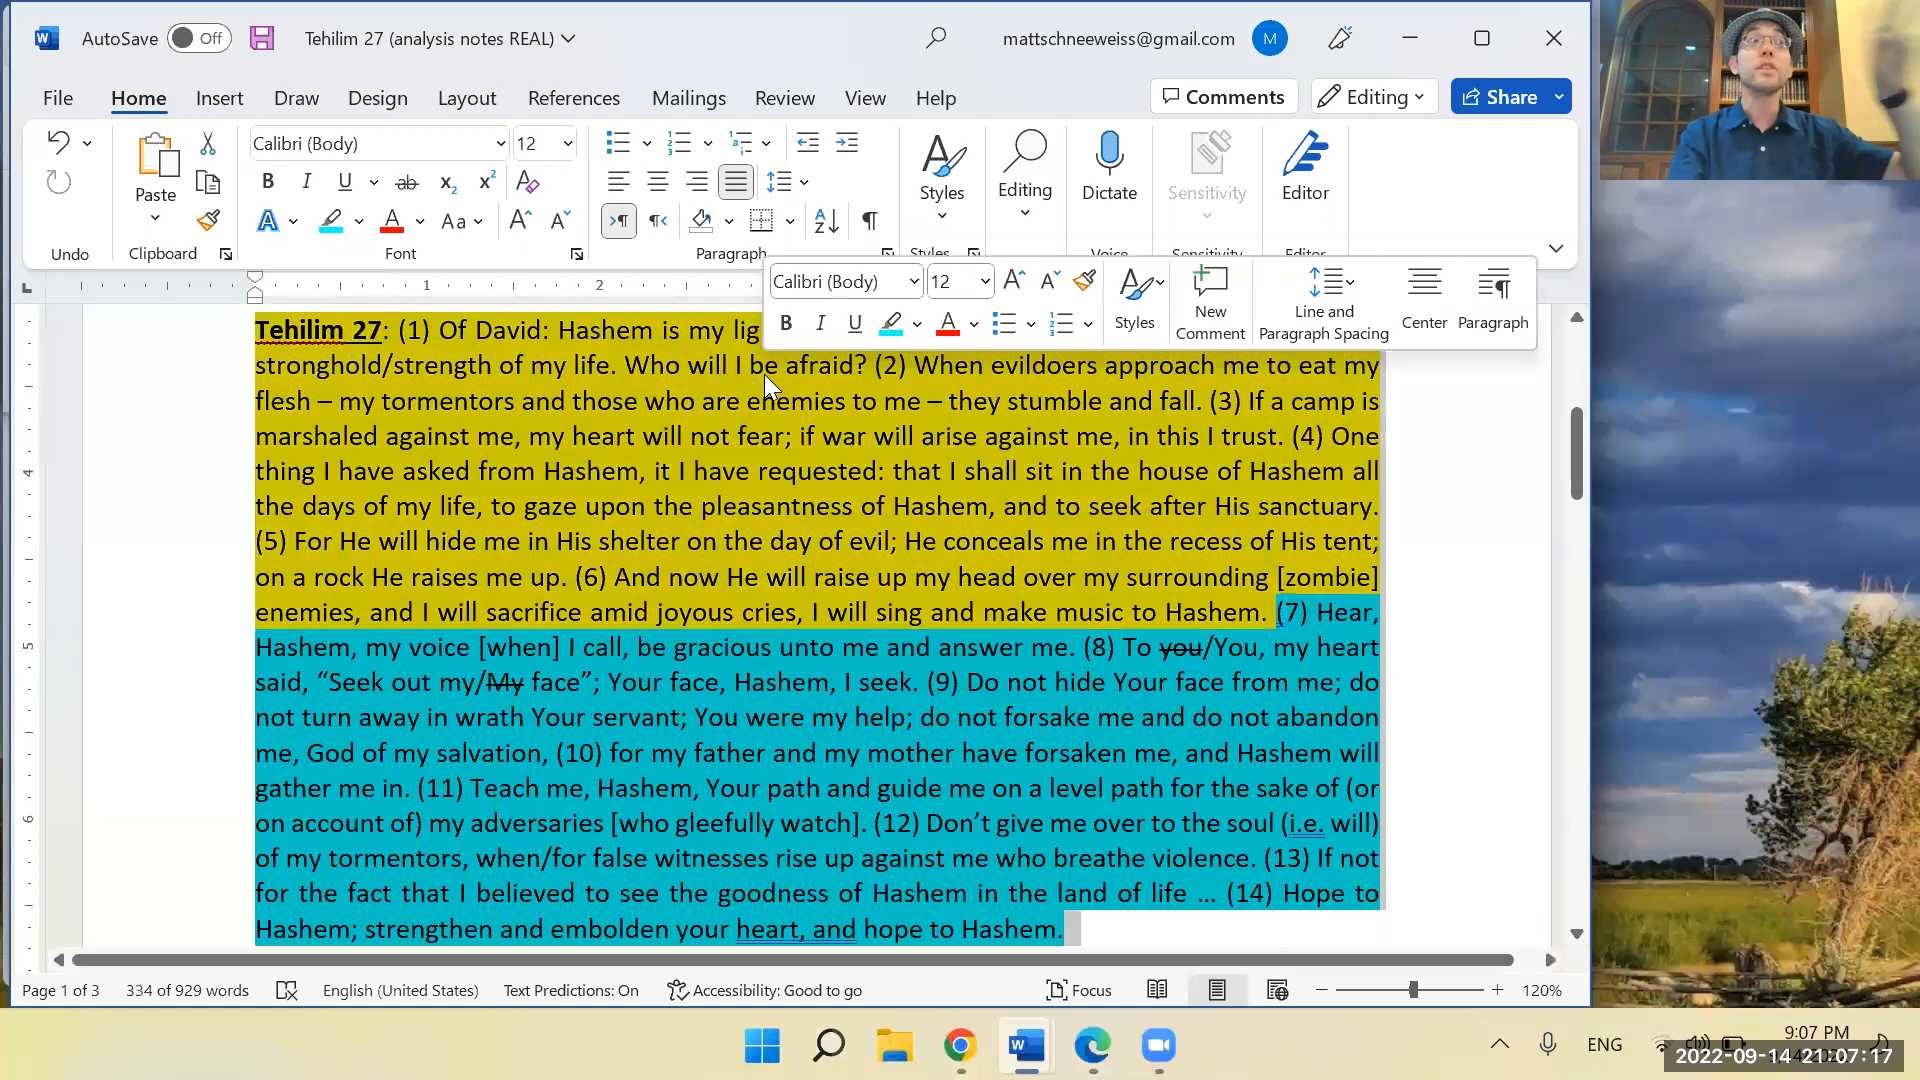 AutoSave Off Tehilim 27 (analysis notes REAL) mattschneeweiss@gmail.com M
File Home Insert Draw Design Layout References Mailings Review View Help Comments Editing Share
Calibri (Body) 12
Paste Styles Editing Dictate Sensitivity Editor
Undo Clipboard Font Paragraph Styles Voice Sensitivity Editor
Calibri (Body) 12
Styles New Comment Line and Paragraph Spacing Center Paragraph
1 2
Tehilim 27: (1) Of David: Hashem is my lig
stronghold/strength of my life. Who will I be afraid? (2) When evildoers approach me to eat my
flesh – my tormentors and those who are enemies to me – they stumble and fall. (3) If a camp is
marshaled against me, my heart will not fear; if war will arise against me, in this I trust. (4) One
thing I have asked from Hashem, it I have requested: that I shall sit in the house of Hashem all
the days of my life, to gaze upon the pleasantness of Hashem, and to seek after His sanctuary.
(5) For He will hide me in His shelter on the day of evil; He conceals me in the recess of His tent;
on a rock He raises me up. (6) And now He will raise up my head over my surrounding [zombie]
enemies, and I will sacrifice amid joyous cries, I will sing and make music to Hashem. (7) Hear,
Hashem, my voice [when] I call, be gracious unto me and answer me. (8) To you/You, my heart
said, “Seek out my/My face”; Your face, Hashem, I seek. (9) Do not hide Your face from me; do
not turn away in wrath Your servant; You were my help; do not forsake me and do not abandon
me, God of my salvation, (10) for my father and my mother have forsaken me, and Hashem will
gather me in. (11) Teach me, Hashem, Your path and guide me on a level path for the sake of (or
on account of) my adversaries [who gleefully watch]. (12) Don’t give me over to the soul (i.e. will)
of my tormentors, when/for false witnesses rise up against me who breathe violence. (13) If not
for the fact that I believed to see the goodness of Hashem in the land of life … (14) Hope to
Hashem; strengthen and embolden your heart, and hope to Hashem.
4
5
6
Page 1 of 3 334 of 929 words English (United States) Text Predictions: On Accessibility: Good to go Focus 120%
ENG 9:07 PM
2022-09-14 21:07:17